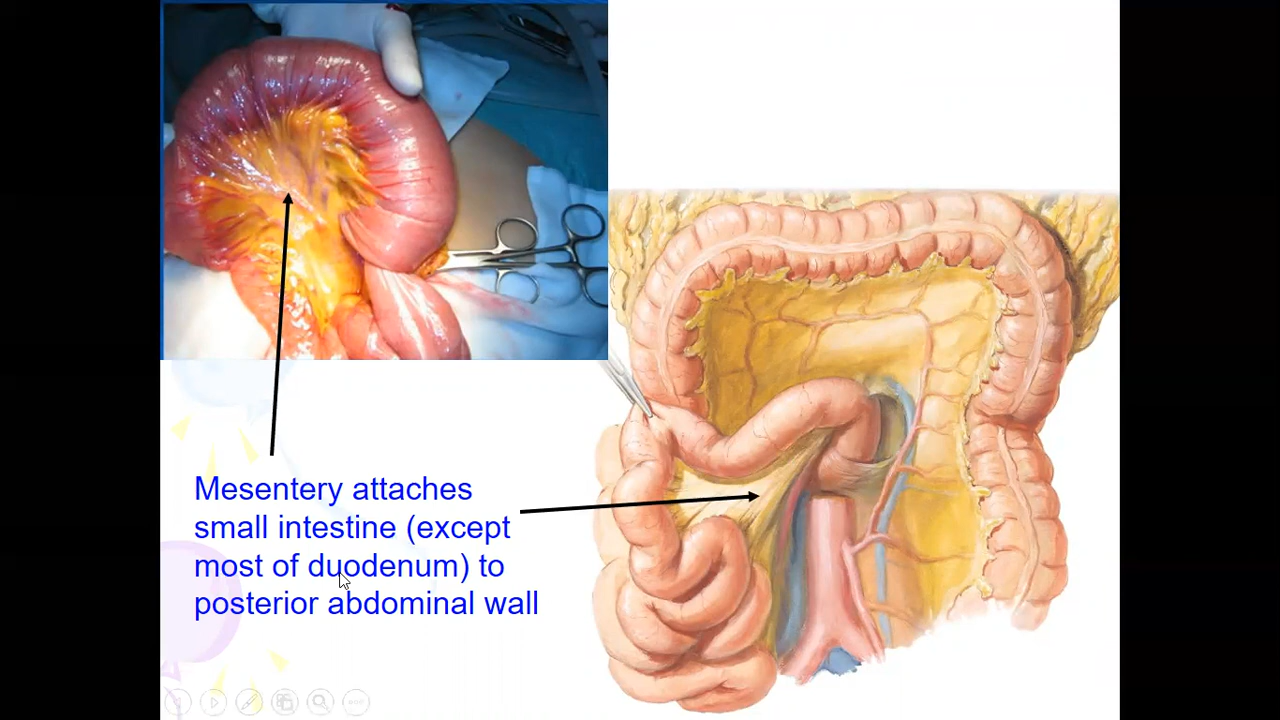 Mesentery attaches
small intestine (except
most of duodenum) to
posterior abdominal wall